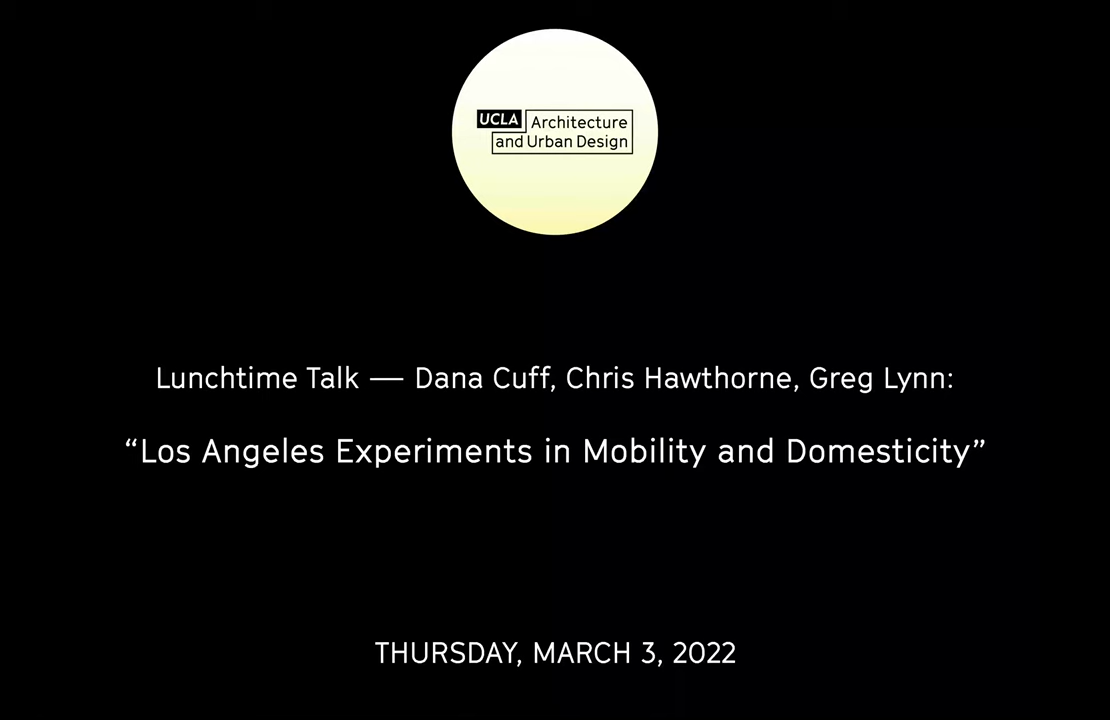 UCLA Architecture
and Urban Design
Lunchtime Talk — Dana Cuff, Chris Hawthorne, Greg Lynn:
“Los Angeles Experiments in Mobility and Domesticity”
THURSDAY, MARCH 3, 2022